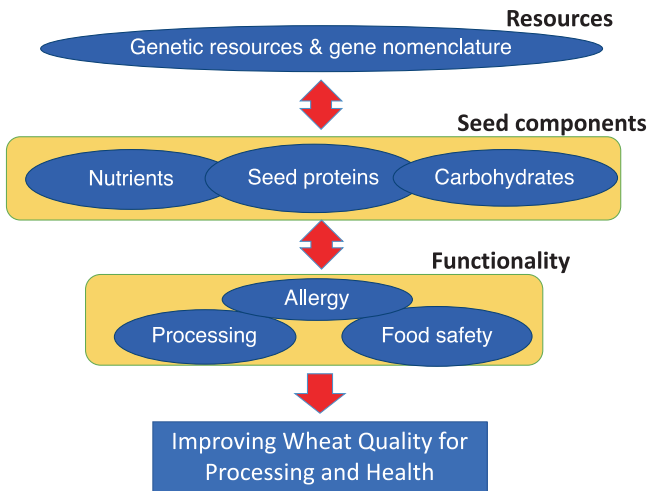 Resources
Genetic resources & gene nomenclature
Seed components
Nutrients
Seed proteins
Carbohydrates
Functionality
Allergy
Processing
Food safety
Improving Wheat Quality for
Processing and Health